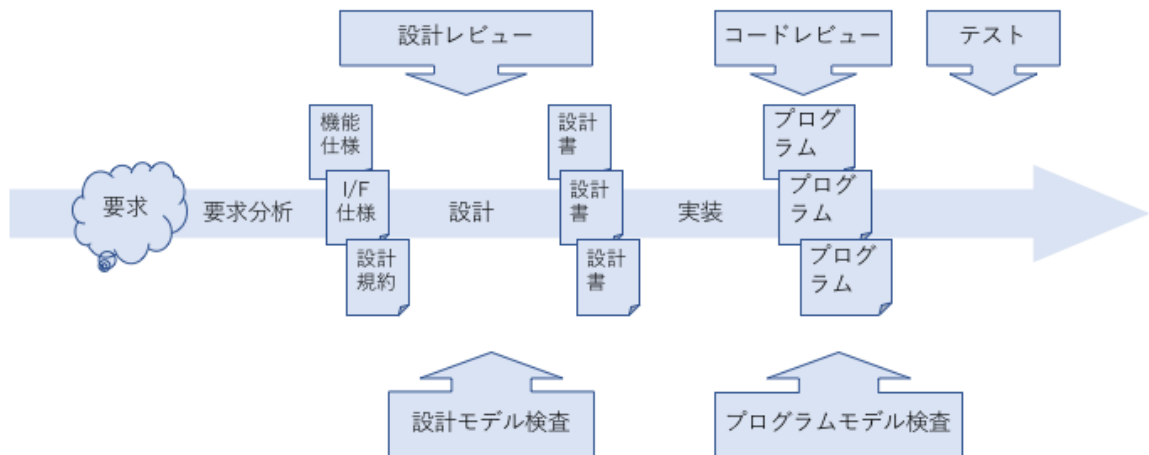 設計レビュー
コードレビュー
テスト
機能
仕様
I/F
仕様
設計
規約
設計
書
設計
書
設計
書
プログ
ラム
プログ
ラム
プログ
ラム
要求
要求分析
設計
実装
設計モデル検査
プログラムモデル検査